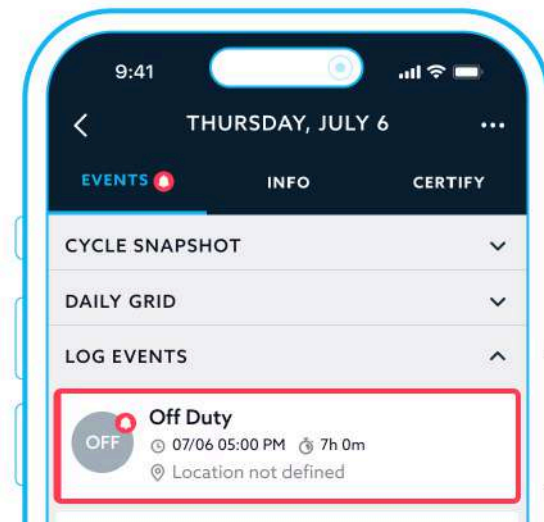 9:41
THURSDAY, JULY 6
EVENTS INFO CERTIFY
CYCLE SNAPSHOT
DAILY GRID
LOG EVENTS
Off Duty
OFF 07/06 05:00 PM 7h 0m
Location not defined